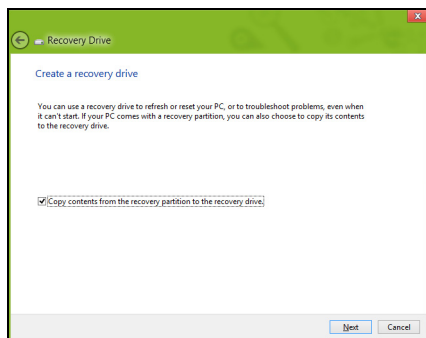 x
Recovery Drive
Create a recovery drive
You can use a recovery drive to refresh or reset your PC, or to troubleshoot problems, even when
it can't start. If your PC comes with a recovery partition, you can also choose to copy its contents
to the recovery drive.
Copy contents from the recovery partition to the recovery drive.
Next Cancel